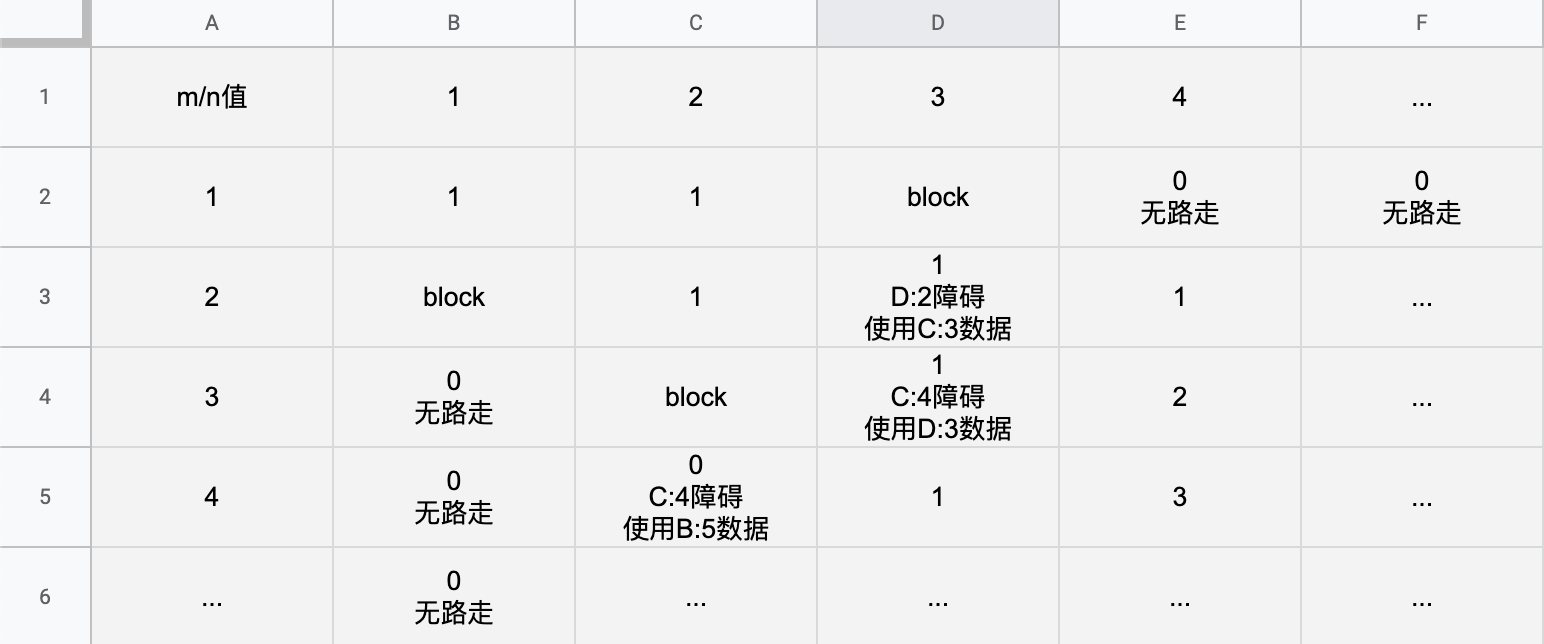 A B C D E F
1 m/n值 1 2 3 4 ...
2 1 1 1 block 0 0
无路走 无路走
3 2 block 1 1 1 ...
D:2障碍
使用C:3数据
4 3 0 block 1 2 ...
无路走 C:4障碍
使用D:3数据
5 4 0 0 1 3 ...
无路走 C:4障碍
使用B:5数据
6 ... 0 ... ... ... ...
无路走